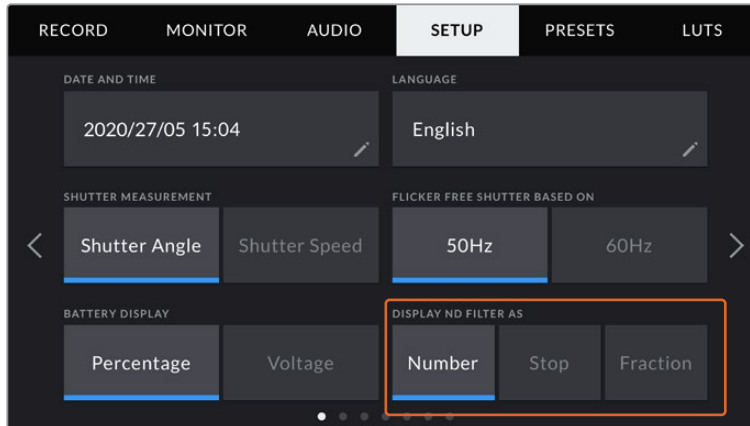 RECORD MONITOR AUDIO SETUP PRESETS LUTS
DATE AND TIME LANGUAGE
2020/27/05 15:04 English
SHUTTER MEASUREMENT FLICKER FREE SHUTTER BASED ON
Shutter Angle Shutter Speed 50Hz 60Hz
BATTERY DISPLAY DISPLAY ND FILTER AS
Percentage Voltage Number Stop Fraction